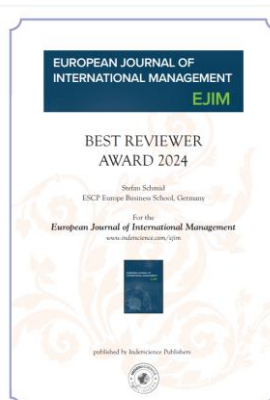 EUROPEAN JOURNAL OF
INTERNATIONAL MANAGEMENT
EJIM
BEST REVIEWER
AWARD 2024
Stefan Schmid
ESCP Europe Business School, Germany
For the
European Journal of International Management
www.inderscience.com/ejim
EJIM
published by Inderscience Publishers